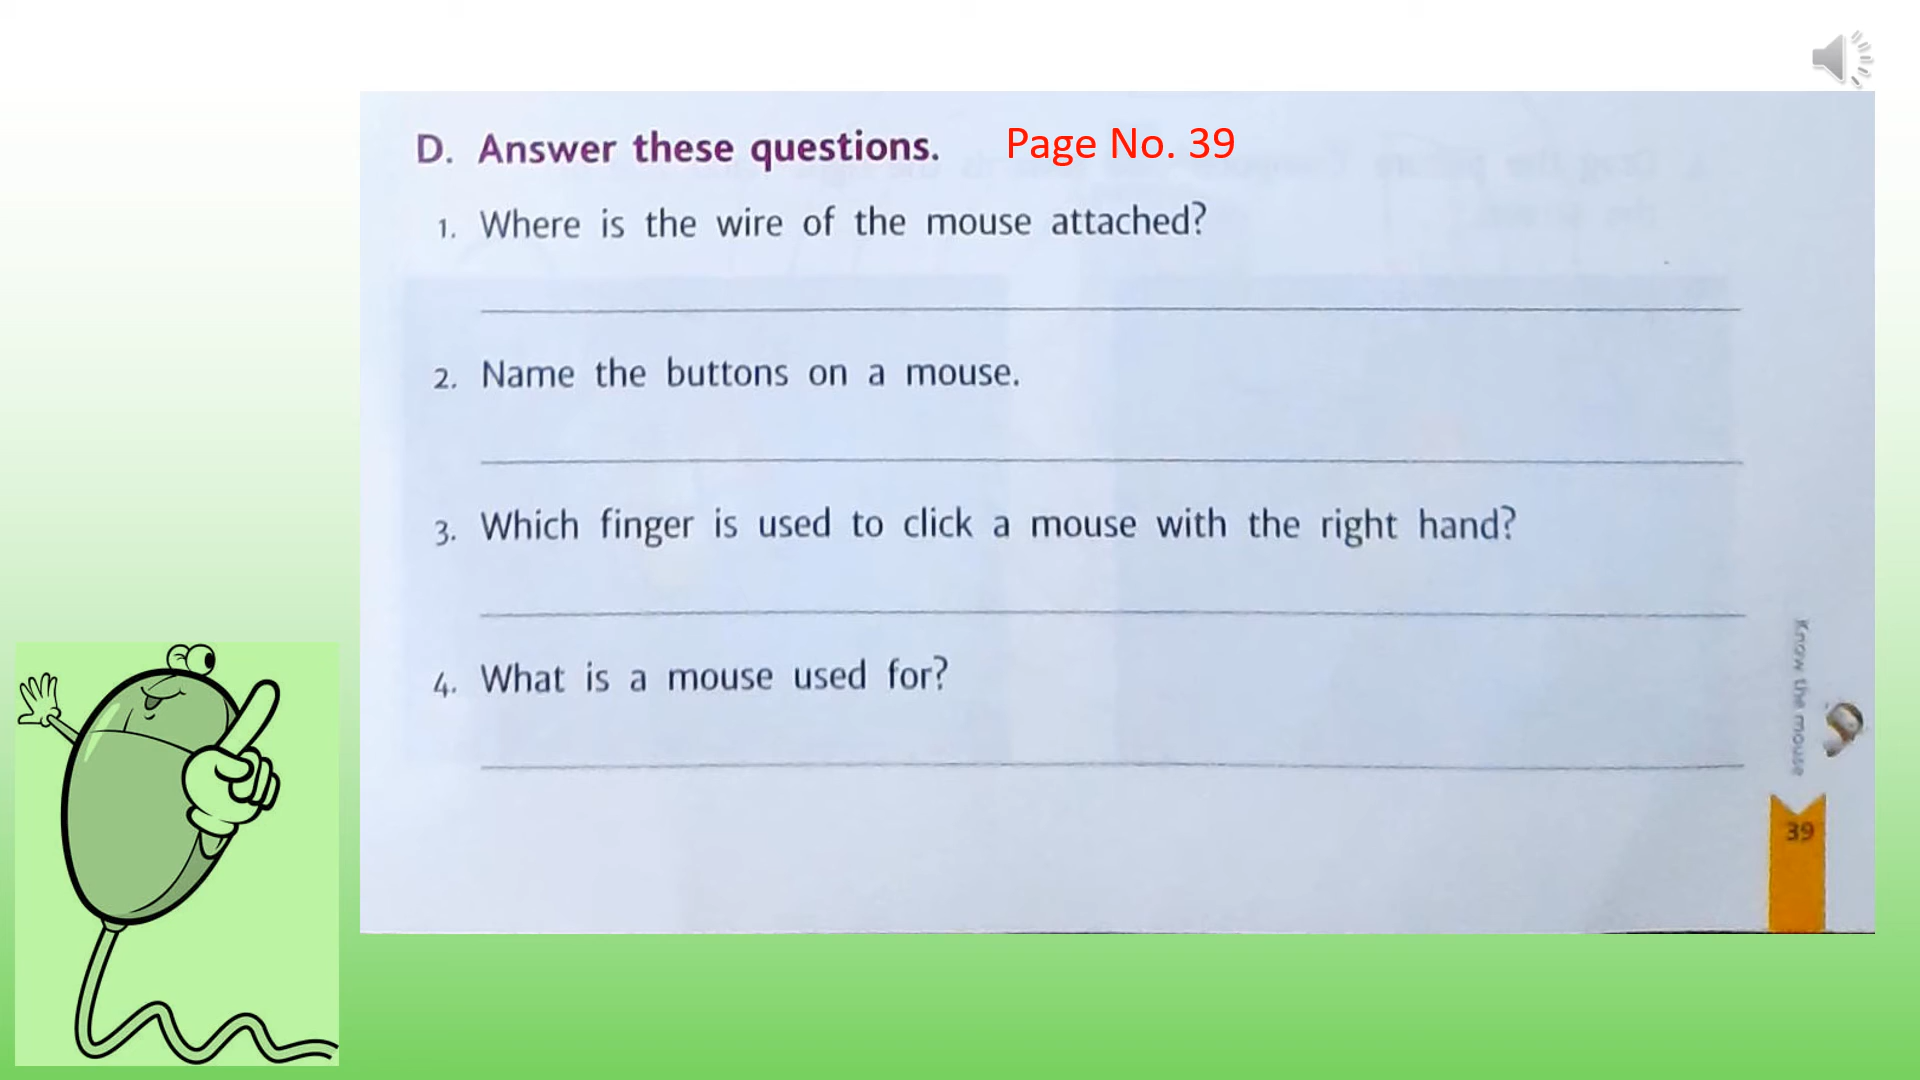 D. Answer these questions. Page No. 39
1. Where is the wire of the mouse attached?
2. Name the buttons on a mouse.
3. Which finger is used to click a mouse with the right hand?
4. What is a mouse used for?
Know the mouse
39